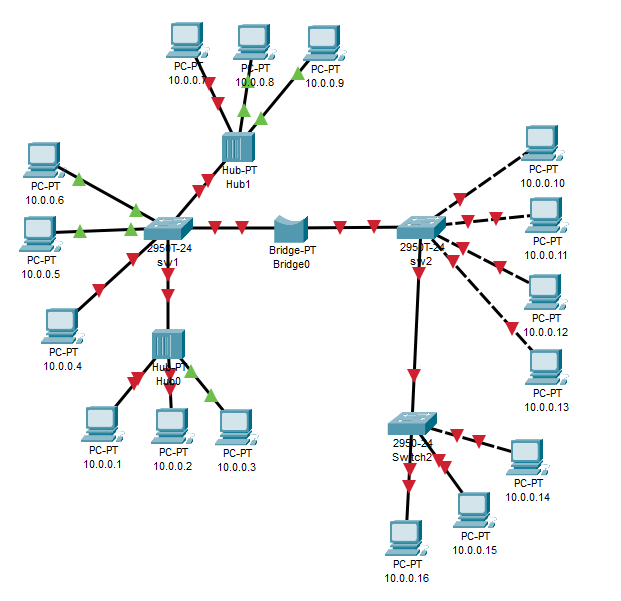 PC-PT
10.0.0.7
PC-PT
10.0.0.8
PC-PT
10.0.0.9
Hub-PT
Hub1
PC-PT
10.0.0.6
PC-PT
10.0.0.5
PC-PT
10.0.0.4
2950T-24
sw1
Bridge-PT
Bridge0
2950T-24
sw2
PC-PT
10.0.0.10
PC-PT
10.0.0.11
PC-PT
10.0.0.12
PC-PT
10.0.0.13
Hub-PT
Hub0
PC-PT
10.0.0.1
PC-PT
10.0.0.2
PC-PT
10.0.0.3
2950-24
Switch2
PC-PT
10.0.0.14
PC-PT
10.0.0.15
PC-PT
10.0.0.16